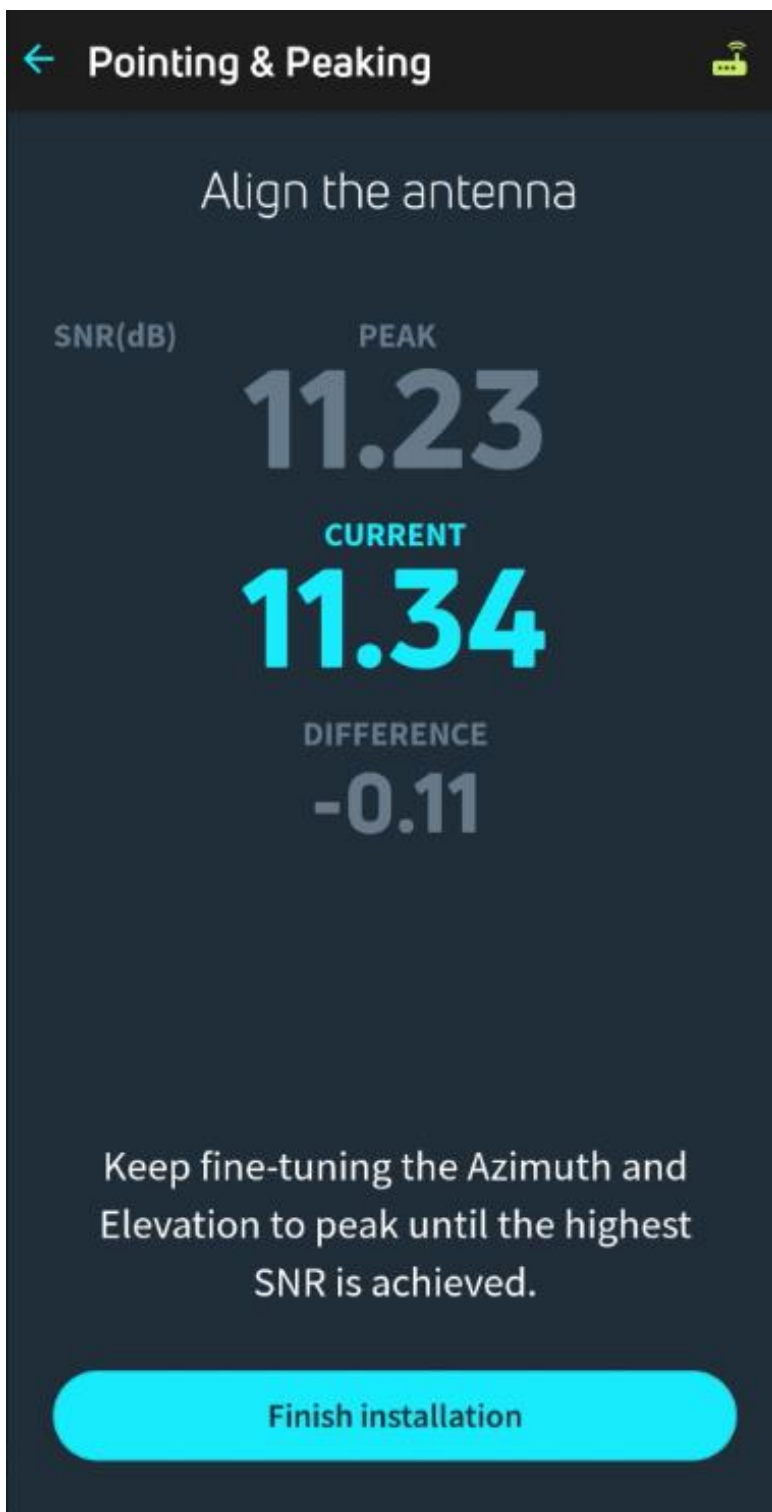 Pointing & Peaking
Align the antenna
SNR(dB) PEAK
11.23
CURRENT
11.34
DIFFERENCE
-0.11
Keep fine-tuning the Azimuth and
Elevation to peak until the highest
SNR is achieved.
Finish installation